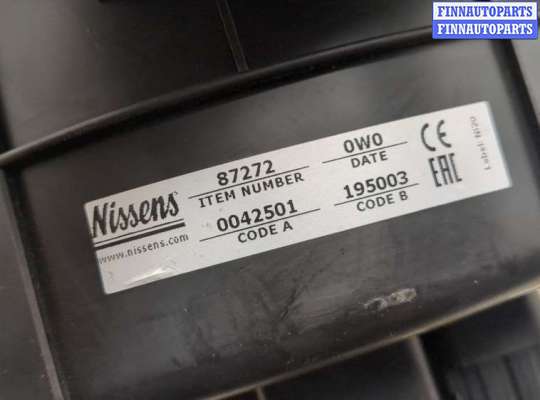 FINNAUTOPARTS
FINNAUTOPARTS
Nissens
www.nissens.com
87272
ITEM NUMBER
0W0
DATE
0042501
CODE A
195003
CODE B
CE
EAC